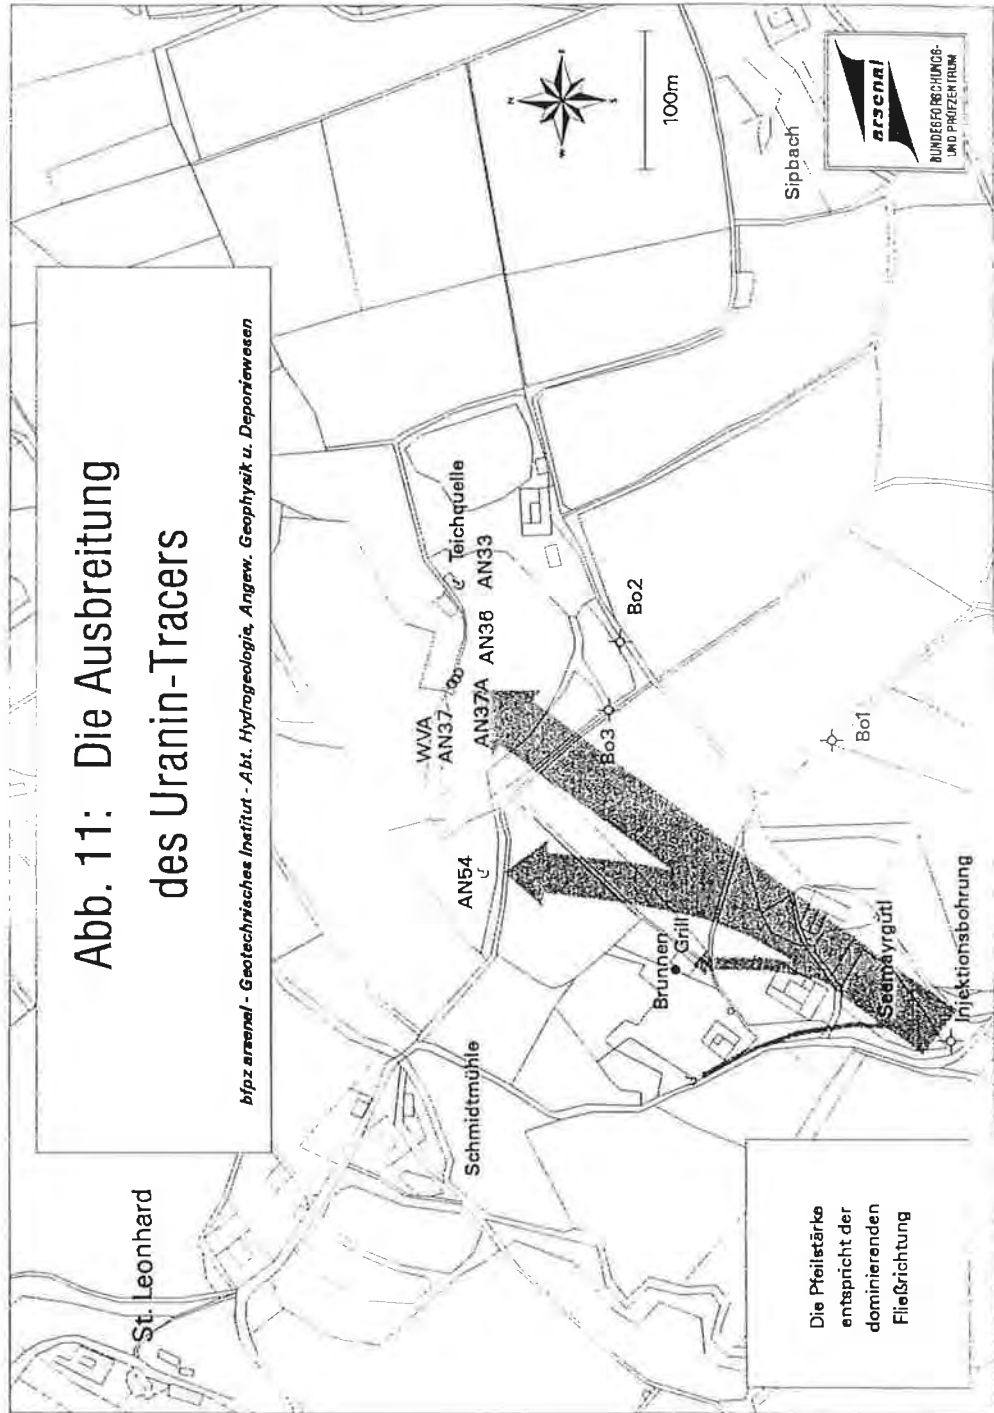 Abb. 11: Die Ausbreitung
des Uranin-Tracers
bfpz arsenal - Geotechnisches Institut - Abt. Hydrogeologie, Angew. Geophysik u. Deponiewesen
St. Leonhard
Schmidtmühle
AN54
W.VA
AN37
AN37A
AN36
AN33
Teichquelle
Brunnen
Grill
Bo3
Bo2
Bo1
Seemayrgütl
Injektionsbohrung
Sipbach
N
E
S
W
100m
arsenal
BUNDESFORSCHUNGS-
UND PRÜFZENTRUM
Die Pfeilstärke
entspricht der
dominierenden
Fließrichtung